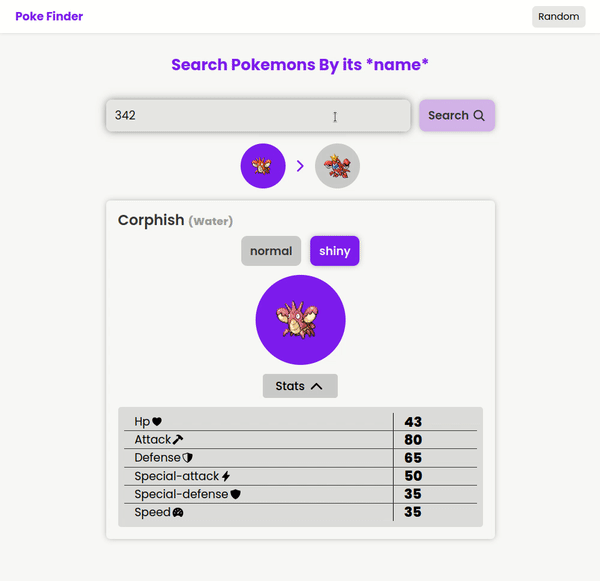 Poke Finder Random
Search Pokemons By its *name*
342 Search
Corphish (Water)
normal shiny
Stats
Hp 43
Attack 80
Defense 65
Special-attack 50
Special-defense 35
Speed 35